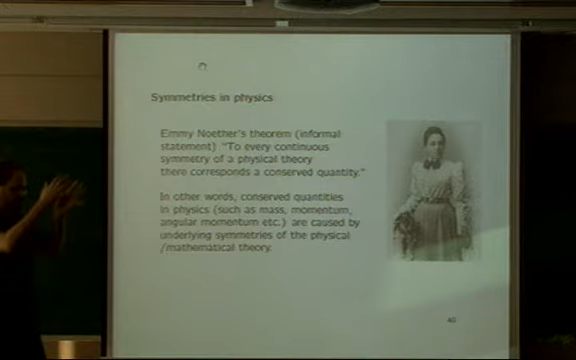 Symmetries in physics
Emmy Noether's theorem (informal
statement) "To every continuous
symmetry of a physical theory
there corresponds a conserved quantity."
In other words, conserved quantities
in physics (such as mass, momentum,
angular momentum etc.) are caused by
underlying symmetries of the physical
/mathematical theory.
40